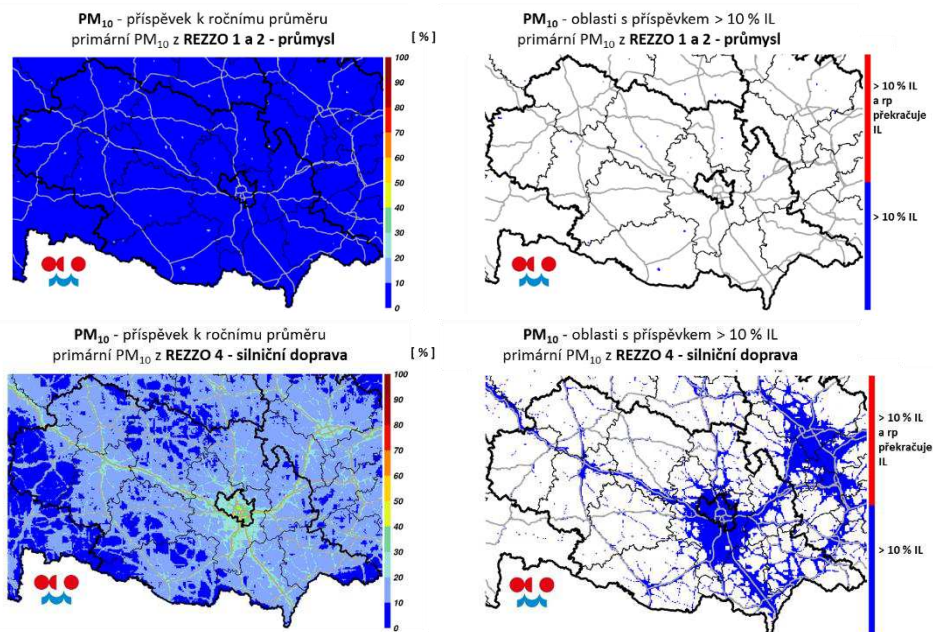 PM₁₀ - příspěvek k ročnímu průměru
primární PM₁₀ z REZZO 1 a 2 - průmysl
[ % ]
100
90
80
70
60
50
40
30
20
10
0
PM₁₀ - oblasti s příspěvkem > 10 % IL
primární PM₁₀ z REZZO 1 a 2 - průmysl
> 10 % IL
a rp
překračuje
IL
> 10 % IL
PM₁₀ - příspěvek k ročnímu průměru
primární PM₁₀ z REZZO 4 - silniční doprava
[ % ]
100
90
80
70
60
50
40
30
20
10
0
PM₁₀ - oblasti s příspěvkem > 10 % IL
primární PM₁₀ z REZZO 4 - silniční doprava
> 10 % IL
a rp
překračuje
IL
> 10 % IL